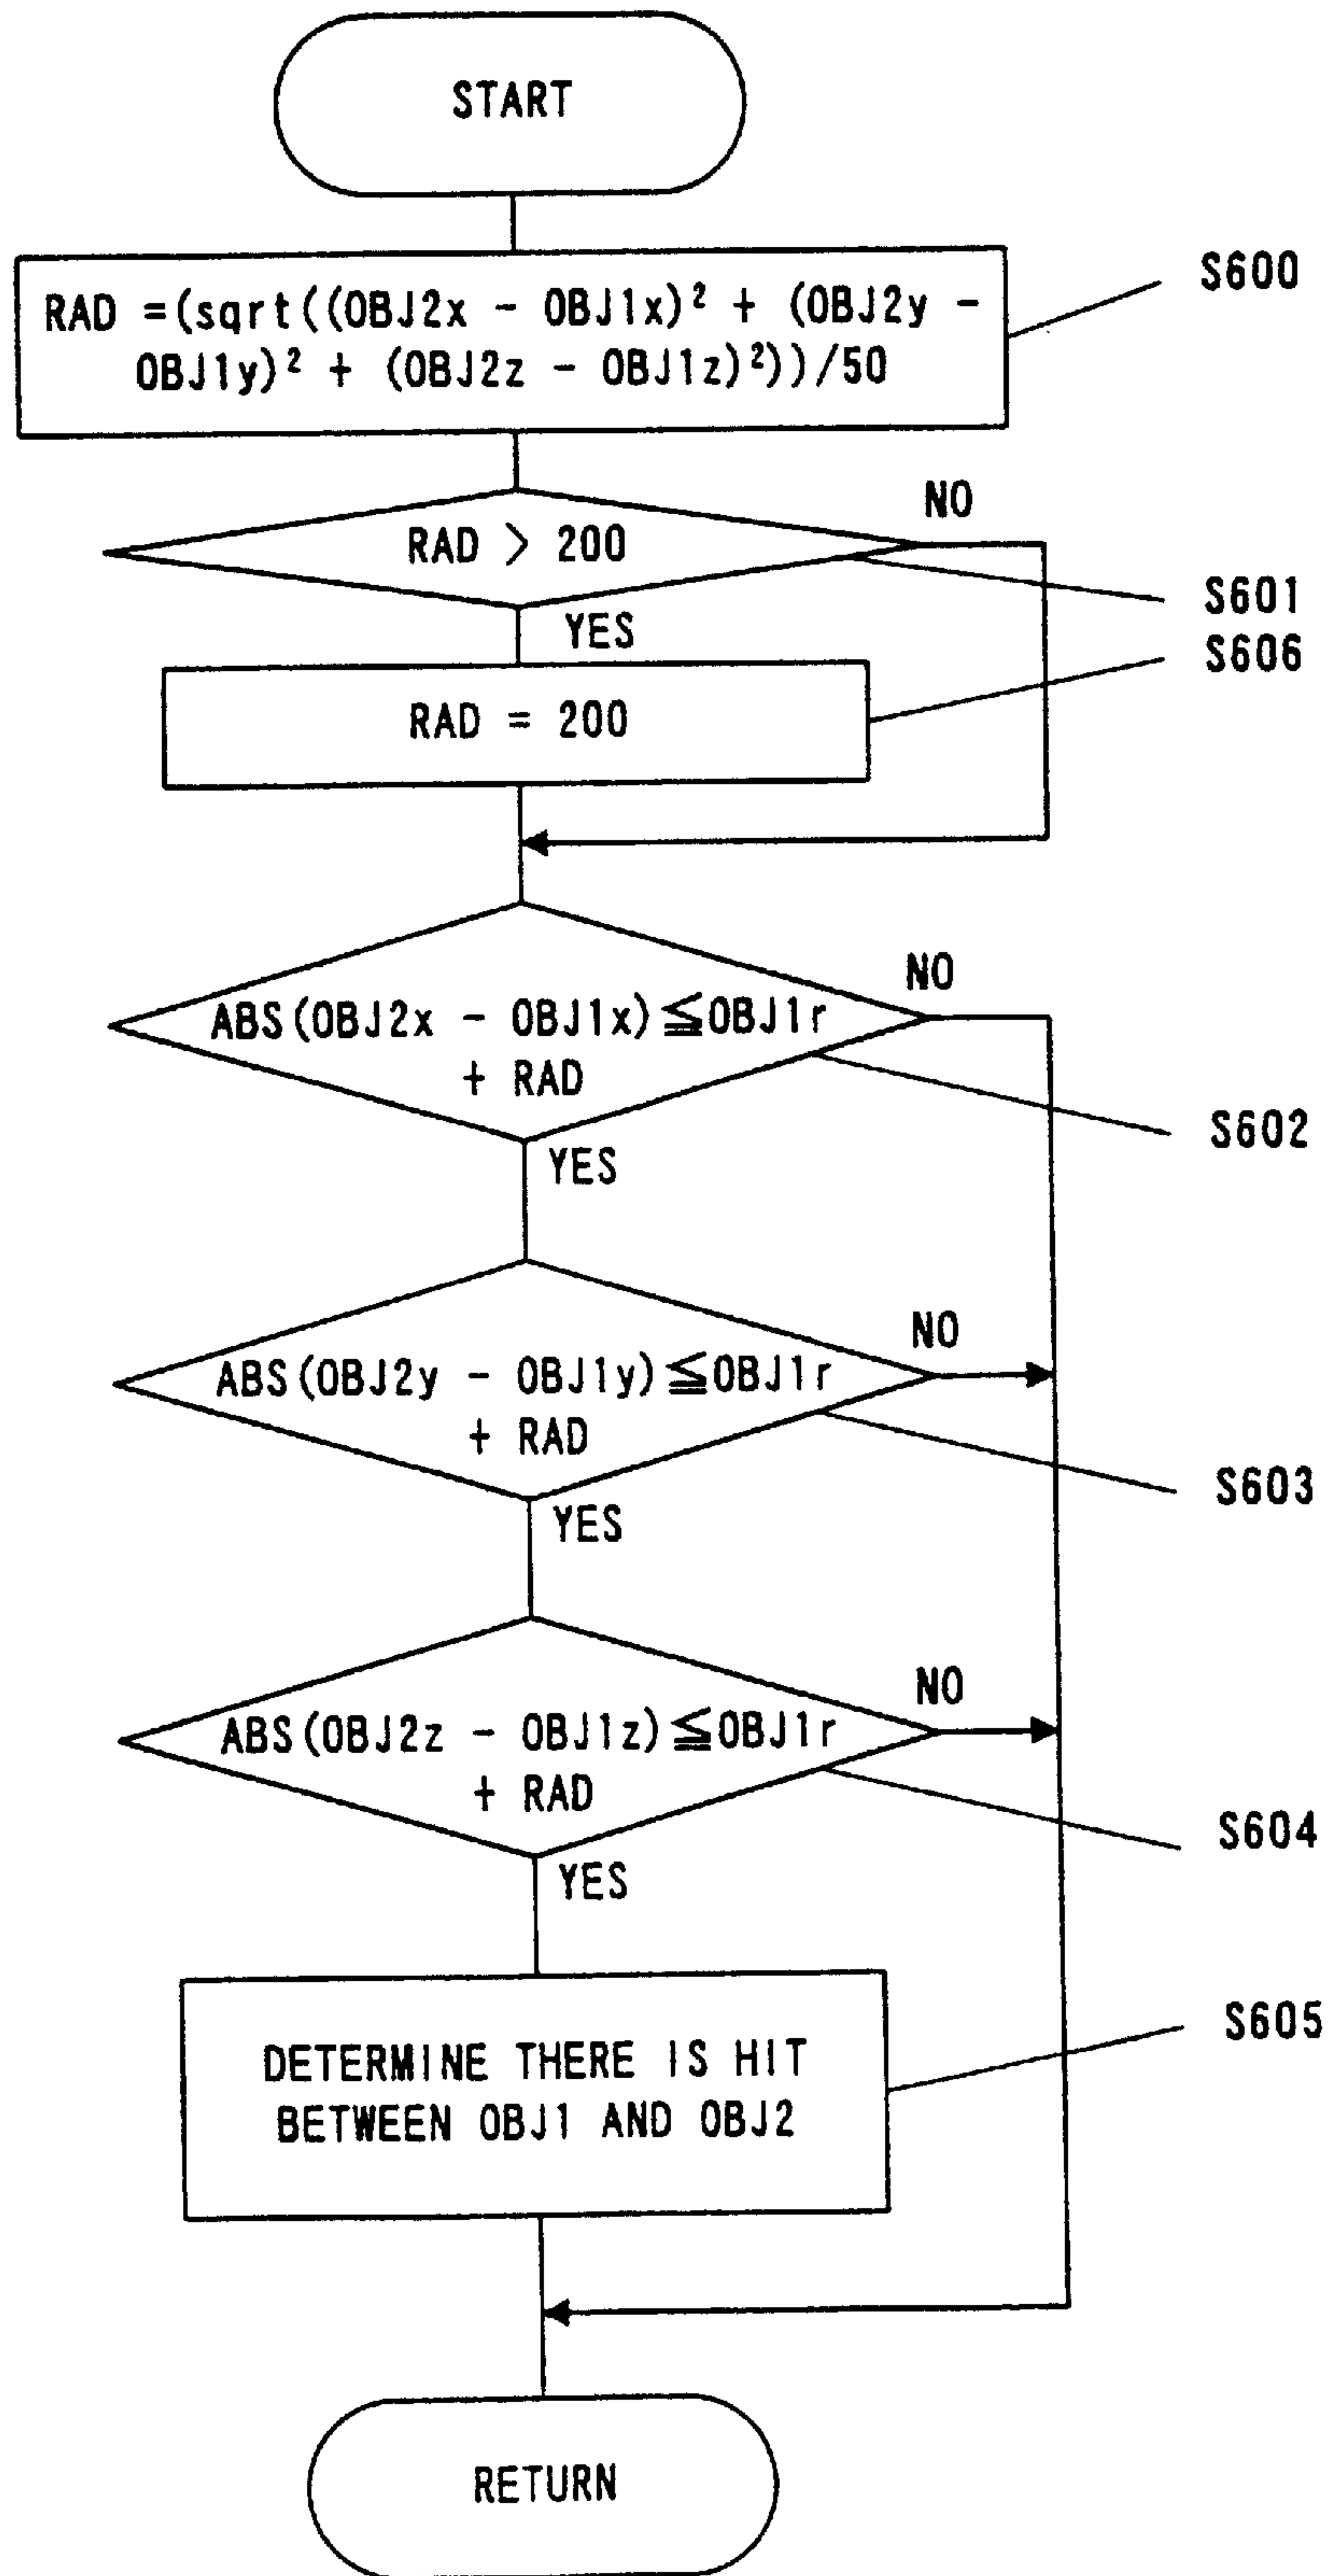 START
RAD =(sqrt((OBJ2x - OBJ1x)² + (OBJ2y -
OBJ1y)² + (OBJ2z - OBJ1z)²))/50
S600
RAD > 200
NO
S601
YES
S606
RAD = 200
ABS(OBJ2x - OBJ1x)≦OBJ1r
+ RAD
NO
S602
YES
ABS(OBJ2y - OBJ1y)≦OBJ1r
+ RAD
NO
S603
YES
ABS(OBJ2z - OBJ1z)≦OBJ1r
+ RAD
NO
S604
YES
DETERMINE THERE IS HIT
BETWEEN OBJ1 AND OBJ2
S605
RETURN